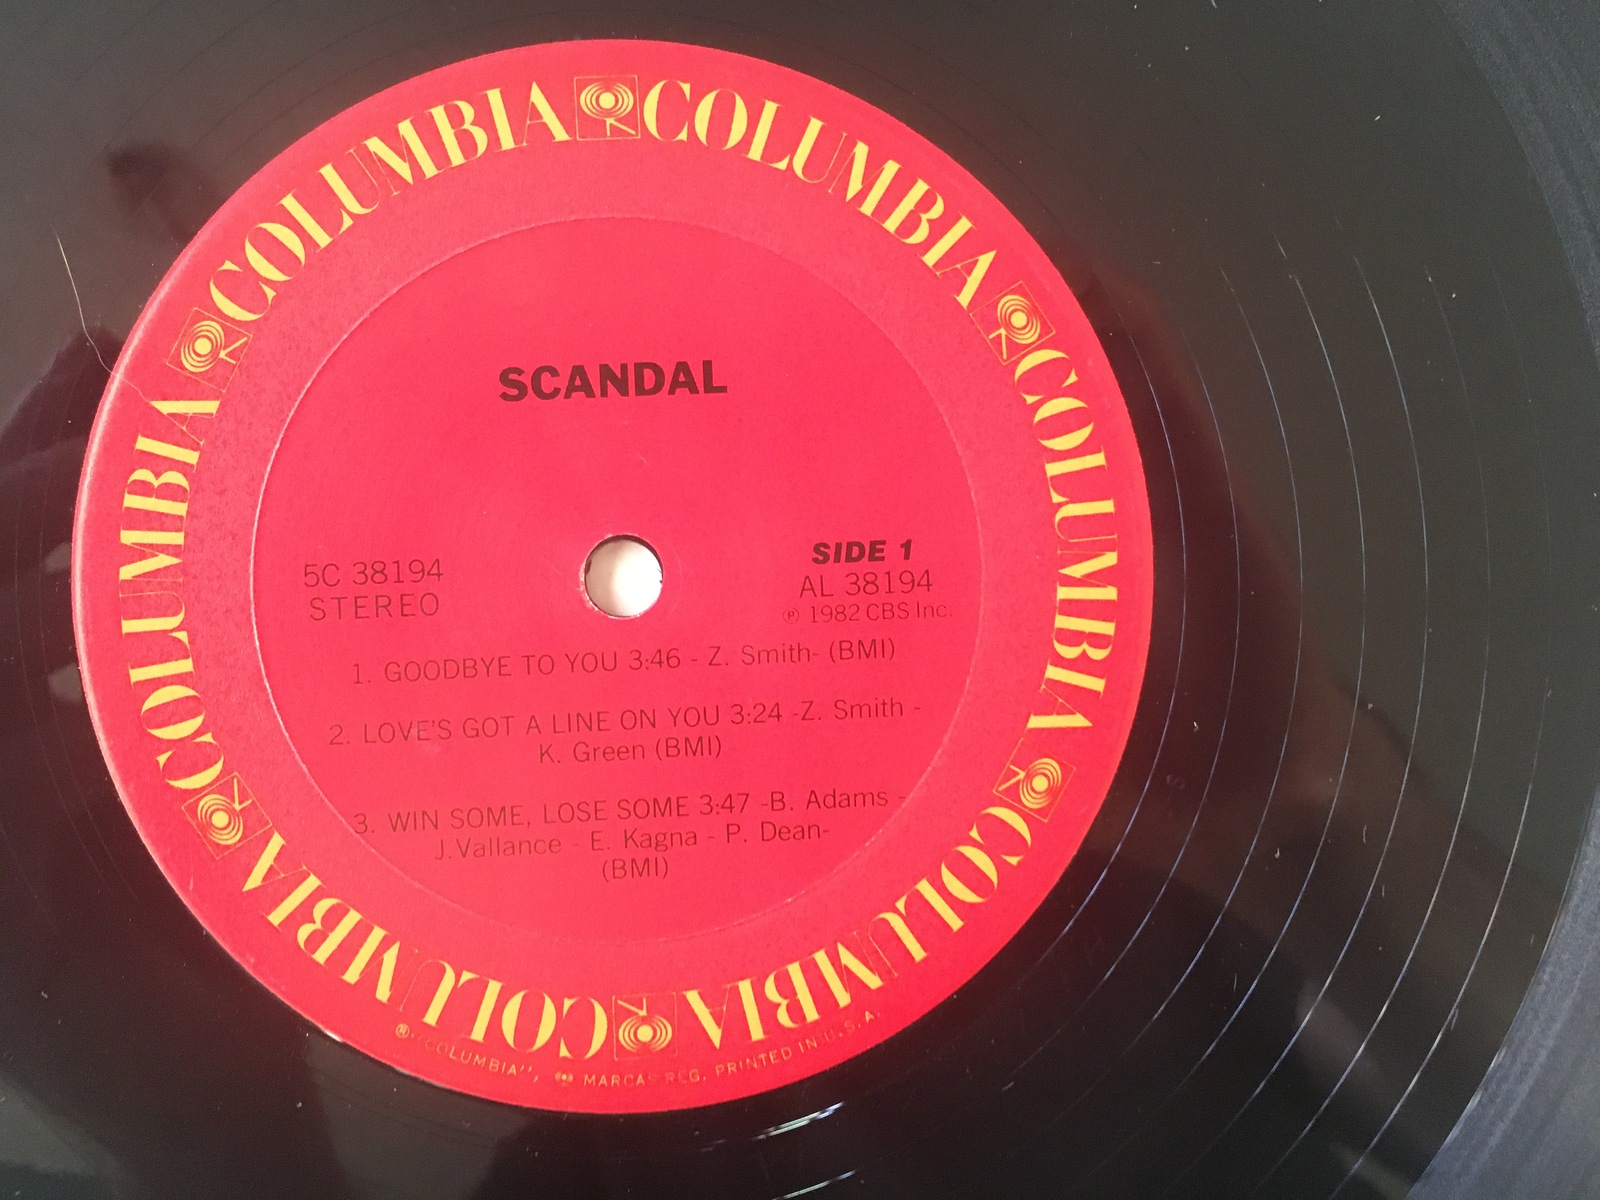 COLUMBIA COLUMBIA COLUMBIA COLUMBIA COLUMBIA COLUMBIA
SCANDAL
5C 38194
STEREO
SIDE 1
AL 38194
℗ 1982 CBS Inc.
1. GOODBYE TO YOU 3:46 - Z. Smith- (BMI)
2. LOVE'S GOT A LINE ON YOU 3:24 -Z. Smith -
K. Green (BMI)
3. WIN SOME, LOSE SOME 3:47 -B. Adams -
J.Vallance - E. Kagna - P. Dean-
(BMI)
® "COLUMBIA", MARCAS REG. PRINTED IN U.S.A.